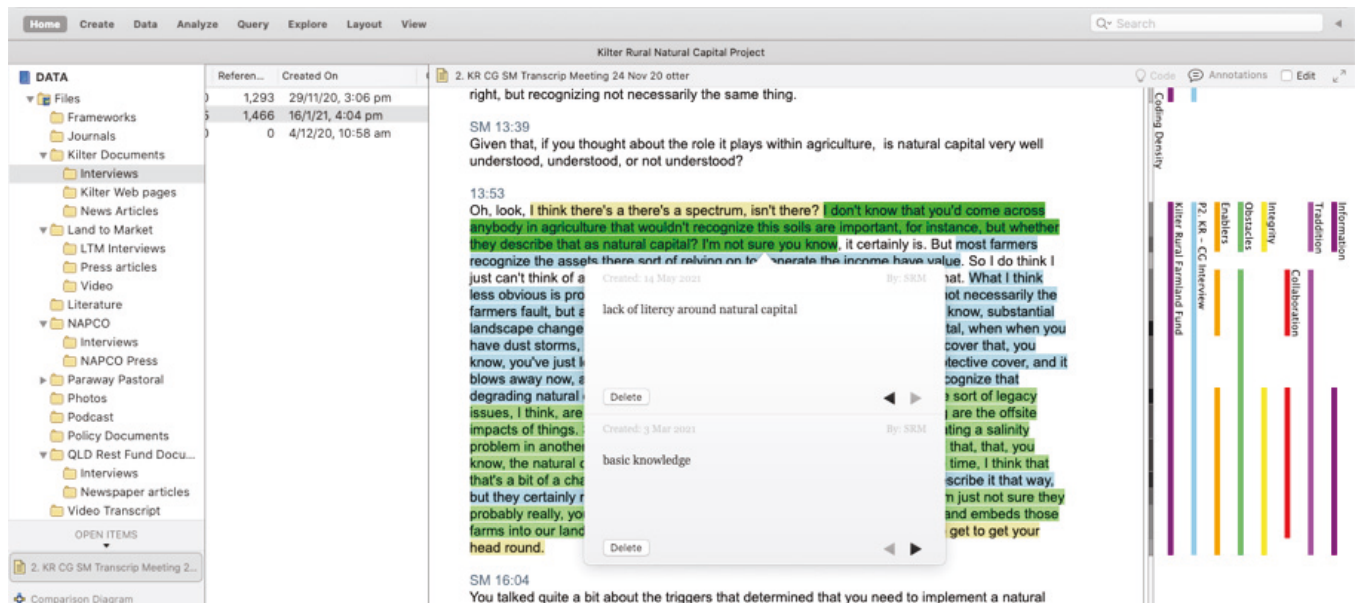 Home Create Data Analyze Query Explore Layout View
Search
Kilter Rural Natural Capital Project
DATA
Files
Frameworks
Journals
Kilter Documents
Interviews
Kilter Web pages
News Articles
Land to Market
LTM Interviews
Press articles
Video
Literature
NAPCO
Interviews
NAPCO Press
Paraway Pastoral
Photos
Podcast
Policy Documents
QLD Rest Fund Docu...
Interviews
Newspaper articles
Video Transcript
OPEN ITEMS
2. KR CG SM Transcrip Meeting 2...
Comparison Diagram
Referen... Created On
1,293 29/11/20, 3:06 pm
1,466 16/1/21, 4:04 pm
0 4/12/20, 10:58 am
2. KR CG SM Transcrip Meeting 24 Nov 20 otter
Code Annotations Edit
right, but recognizing not necessarily the same thing.
SM 13:39
Given that, if you thought about the role it plays within agriculture, is natural capital very well
understood, understood, or not understood?
13:53
Oh, look, I think there's a there's a spectrum, isn't there? I don't know that you'd come across
anybody in agriculture that wouldn't recognize this soils are important, for instance, but whether
they describe that as natural capital? I'm not sure you know, it certainly is. But most farmers
recognize the assets there sort of relying on to generate the income have value. So I do think I
just can't think of a hat. What I think
less obvious is pro not necessarily the
farmers fault, but a know, substantial
landscape change tal, when when you
have dust storms, cover that, you
know, you've just l tective cover, and it
blows away now, a cognize that
degrading natural sort of legacy
issues, I think, are are the offsite
impacts of things. ating a salinity
problem in another that, that, you
know, the natural c time, I think that
that's a bit of a cha scribe it that way,
but they certainly r m just not sure they
probably really, yo and embeds those
farms into our land get to get your
head round.
Created: 14 May 2021 By: SRM
lack of litercy around natural capital
Delete
Created: 3 Mar 2021 By: SRM
basic knowledge
Delete
SM 16:04
You talked quite a bit about the triggers that determined that you need to implement a natural
Coding Density
Kilter Rural Farmland Fund
P2. KR - CG Interview
Enablers
Obstacles
Integrity
Collaboration
Tradition
Information